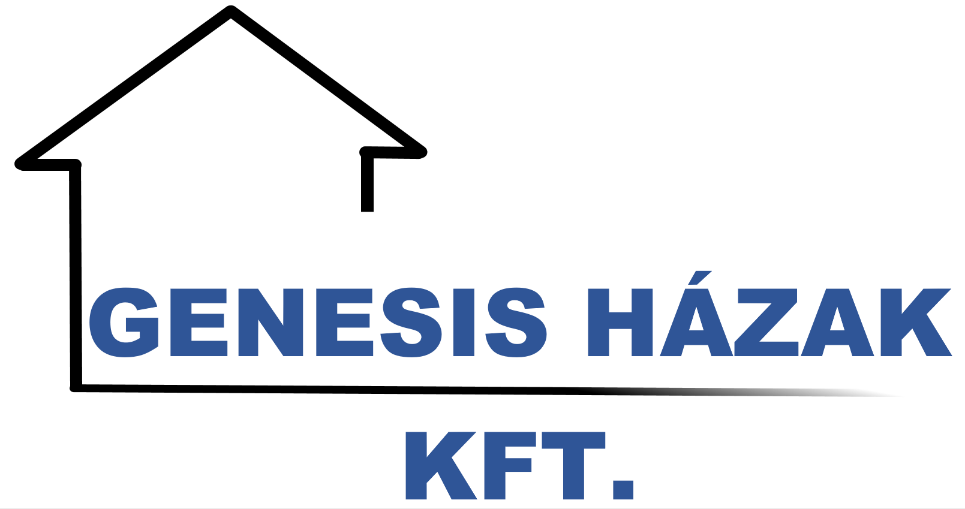 GENESIS HÁZAK
KFT.